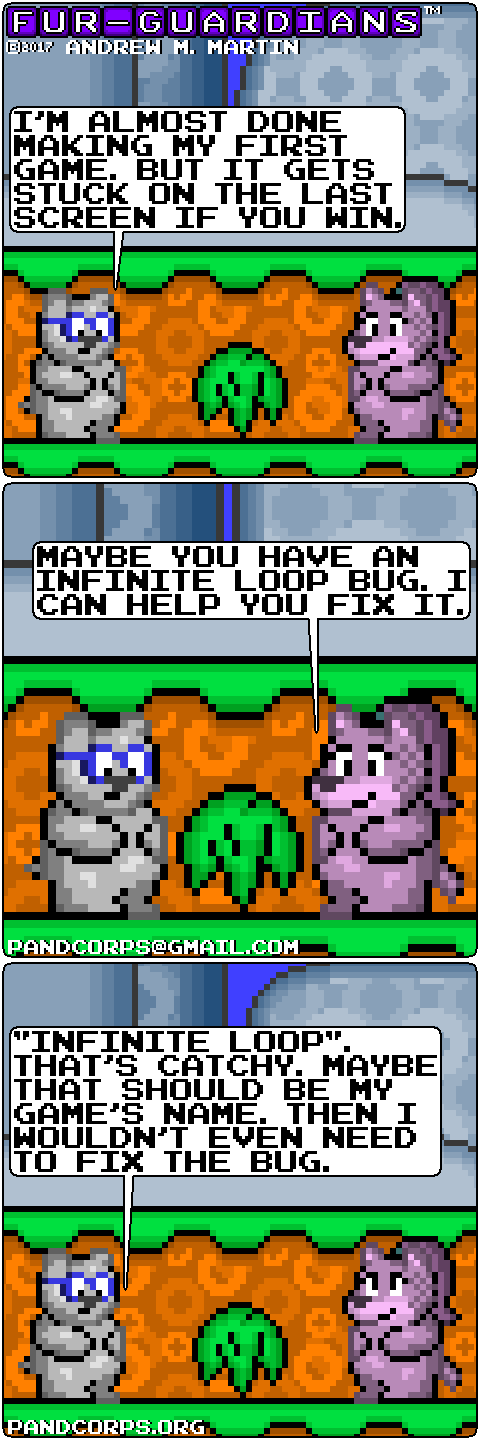 FUR-GUARDIANS™
©2017 ANDREW M. MARTIN
I'M ALMOST DONE
MAKING MY FIRST
GAME. BUT IT GETS
STUCK ON THE LAST
SCREEN IF YOU WIN.
MAYBE YOU HAVE AN
INFINITE LOOP BUG. I
CAN HELP YOU FIX IT.
PANDCORPS@GMAIL.COM
"INFINITE LOOP".
THAT'S CATCHY. MAYBE
THAT SHOULD BE MY
GAME'S NAME. THEN I
WOULDN'T EVEN NEED
TO FIX THE BUG.
PANDCORPS.ORG